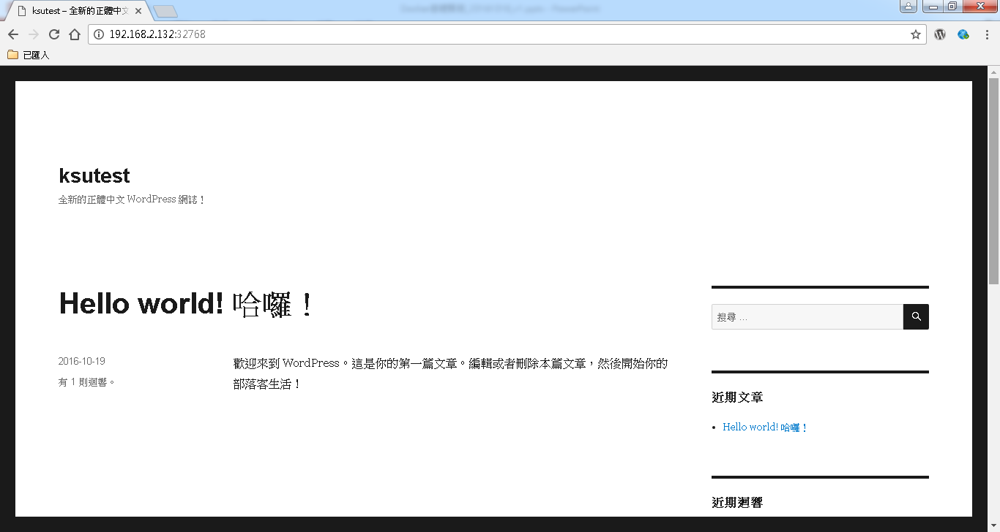 ksutest – 全新的正體中文
192.168.2.132:32768
已匯入
ksutest
全新的正體中文 WordPress 網誌！
Hello world! 哈囉！
2016-10-19
有 1 則迴響。
歡迎來到 WordPress。這是你的第一篇文章。編輯或者刪除本篇文章，然後開始你的
部落客生活！
搜尋 …
近期文章
Hello world! 哈囉！
近期迴響